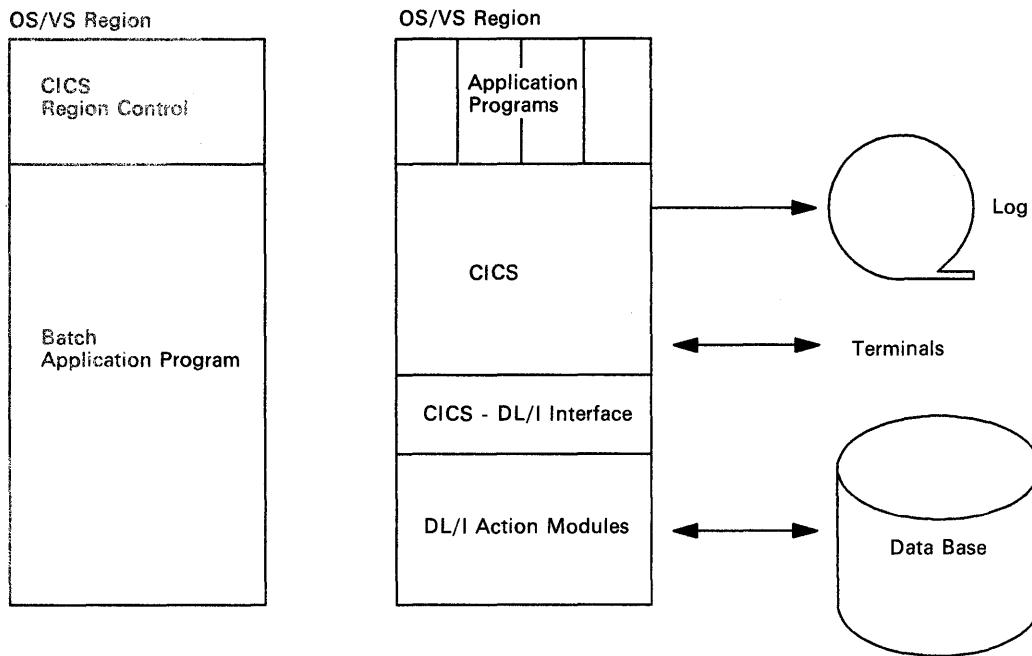 OS/VS Region
CICS
Region Control
Batch
Application Program
OS/VS Region
Application
Programs
CICS
CICS - DL/I Interface
DL/I Action Modules
Log
Terminals
Data Base